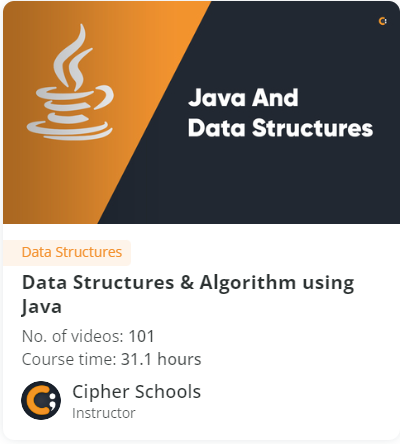 Java And
Data Structures
Data Structures
Data Structures & Algorithm using
Java
No. of videos: 101
Course time: 31.1 hours
Cipher Schools
Instructor